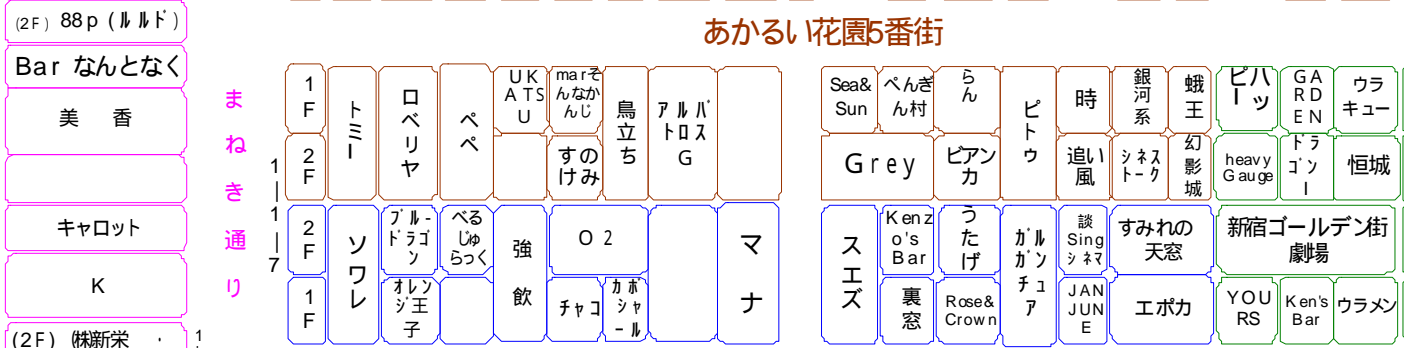 あかるい花園5番街
(2F) 88p (ルルド)
Bar なんとなく
美 香
キャロット
K
(2F) ㈱新栄 ・
まねき通り
1|1|7
1F
2F
トミー
ロベリヤ
ペペ
UKATSU
marそんなかんじ
すのけみ
鳥立ち
アルバトロスG
Sea& Sun
ぺんぎん村
らん
ピトゥ
時
銀河系
蛾王
ピーハッ
GARDEN
ウラキュー
Grey
ビアンカ
追い風
シネストーク
幻影城
heavy Gauge
ドラゴン
恒城
2F
1F
ソワレ
ブルードラゴン
べるじゅらっく
強飲
O2
マナ
オレンジ王子
チャコ
カボシャール
スエズ
Kenzo's Bar
うたげ
ガルガンチュア
談 Sing シネマ
すみれの天窓
新宿ゴールデン街劇場
裏窓
Rose& Crown
JAN JUNE
エポカ
YOURS
Ken's Bar
ウラメン